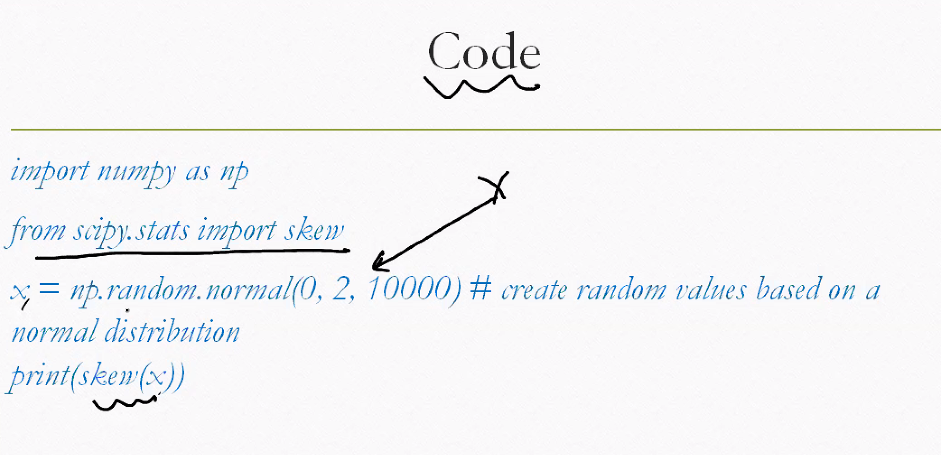 Code
import numpy as np
from scipy.stats import skew
x = np.random.normal(0, 2, 10000) # create random values based on a
normal distribution
print(skew(x))